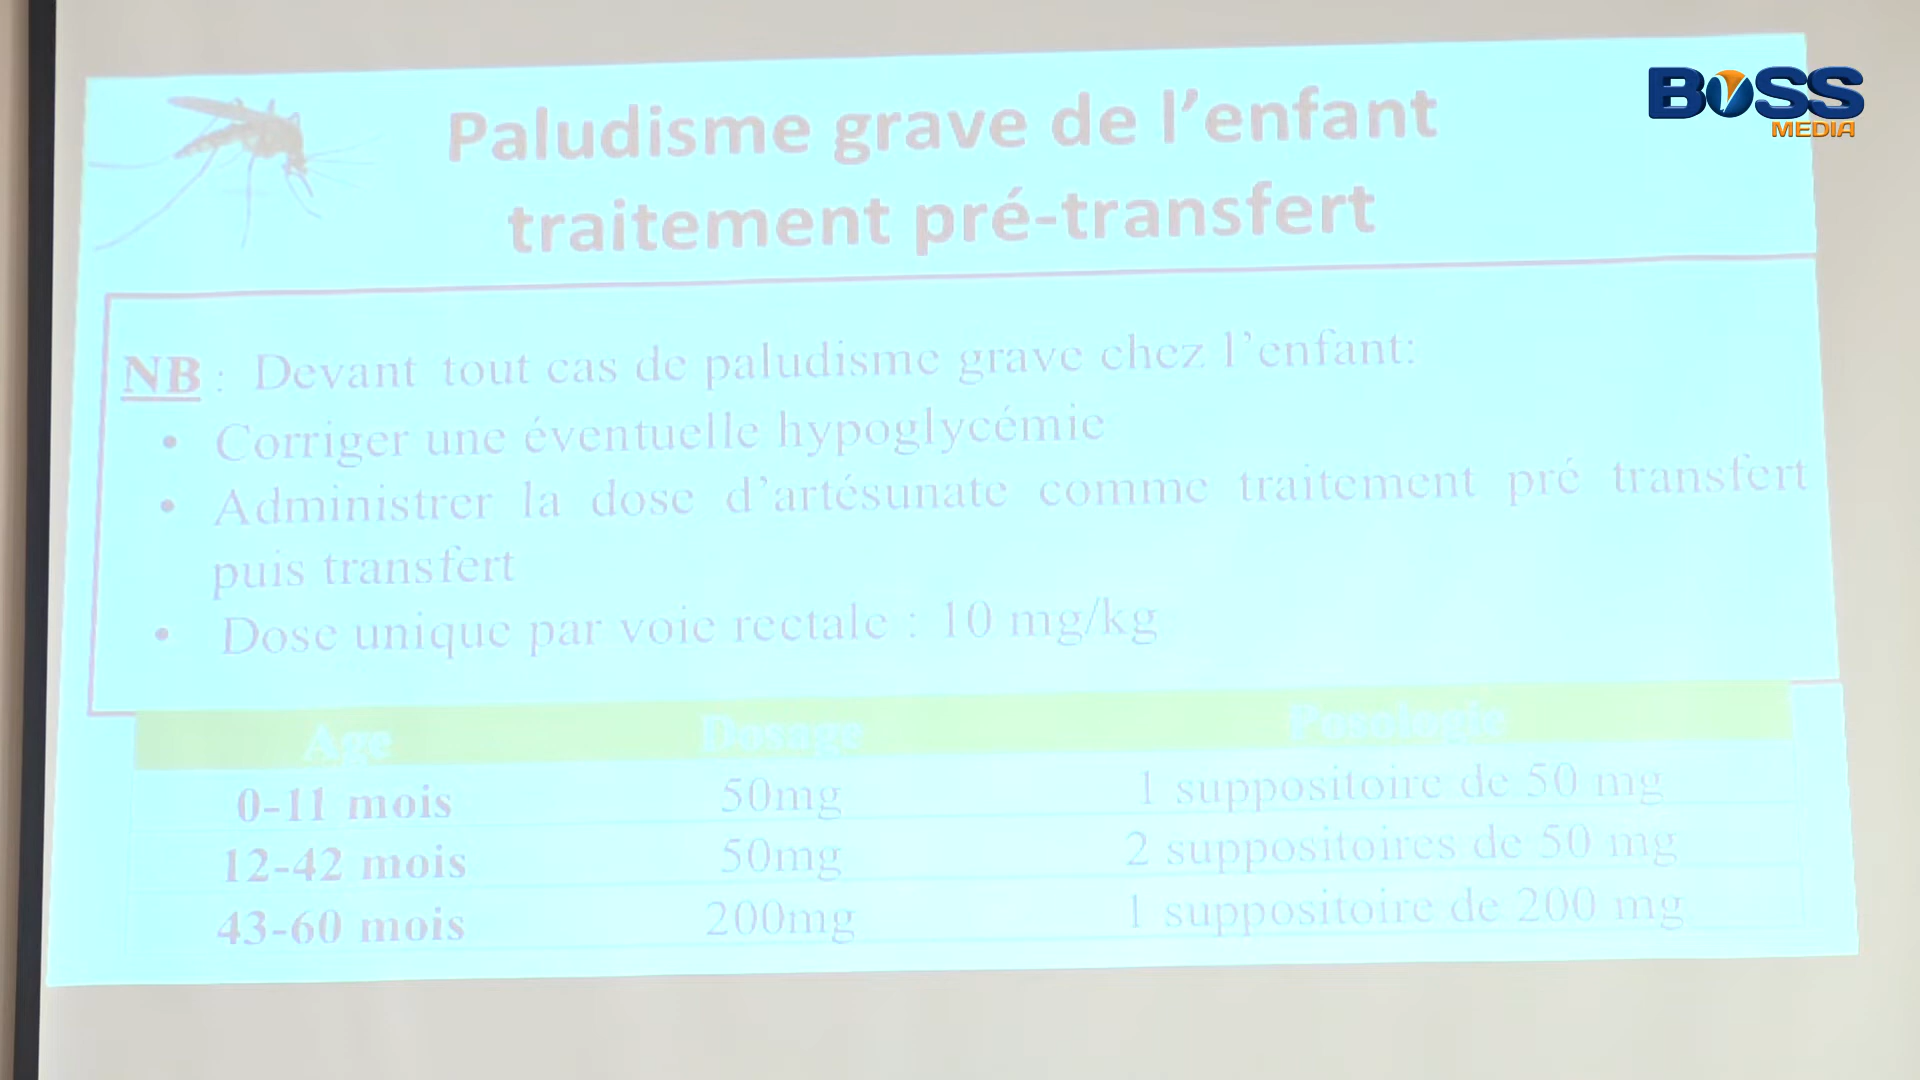 BOSS
MEDIA
Paludisme grave de l’enfant
traitement pré-transfert
NB : Devant tout cas de paludisme grave chez l’enfant:
• Corriger une éventuelle hypoglycémie
• Administrer la dose d’artésunate comme traitement pré transfert
puis transfert
• Dose unique par voie rectale : 10 mg/kg
Age Dosage Posologie
0-11 mois 50mg 1 suppositoire de 50 mg
12-42 mois 50mg 2 suppositoires de 50 mg
43-60 mois 200mg 1 suppositoire de 200 mg